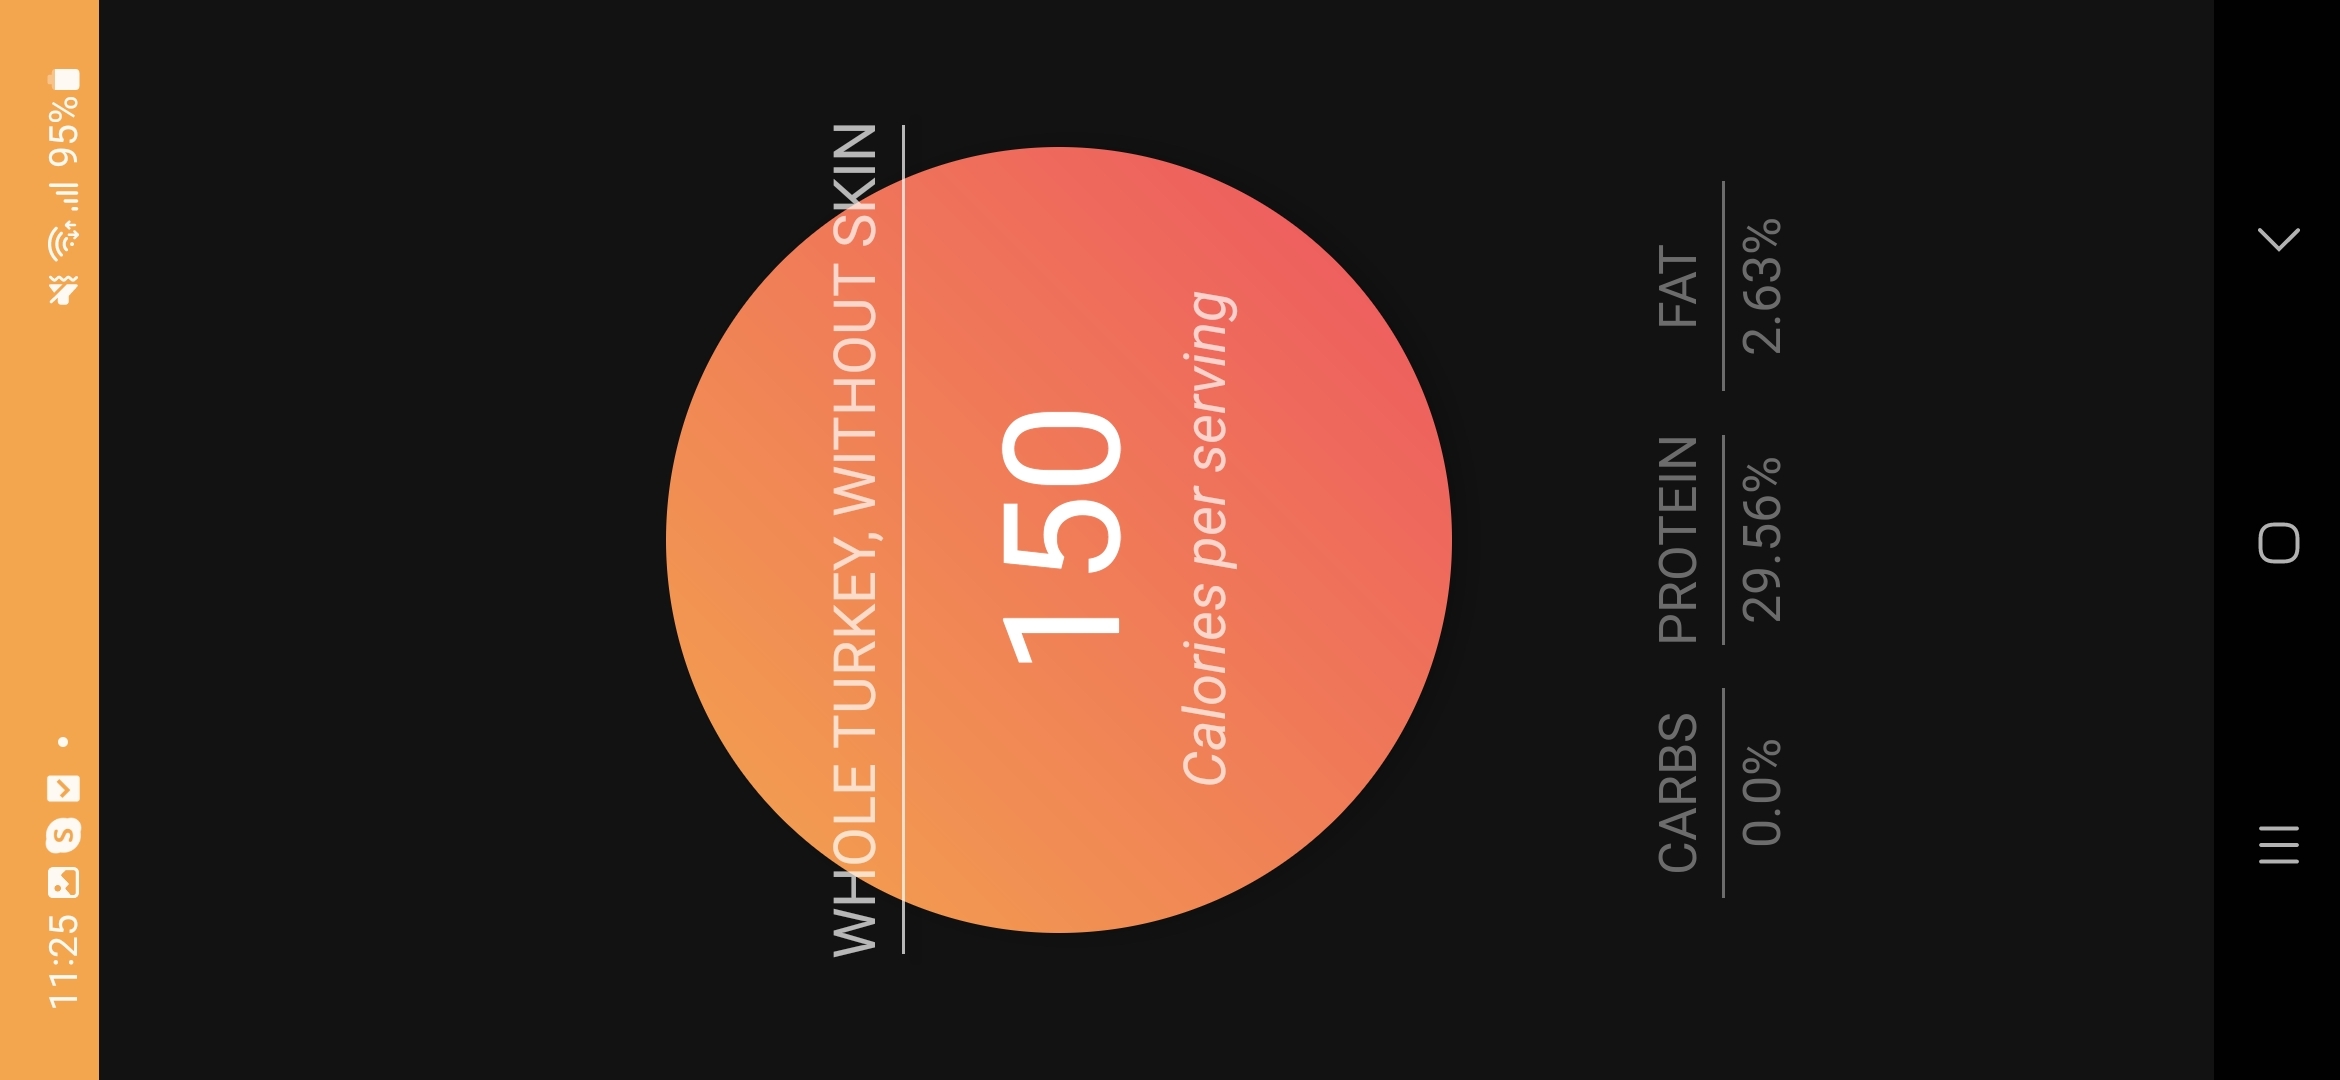 11:25
95%
WHOLE TURKEY, WITHOUT SKIN
150
Calories per serving
CARBS PROTEIN FAT
0.0% 29.56% 2.63%